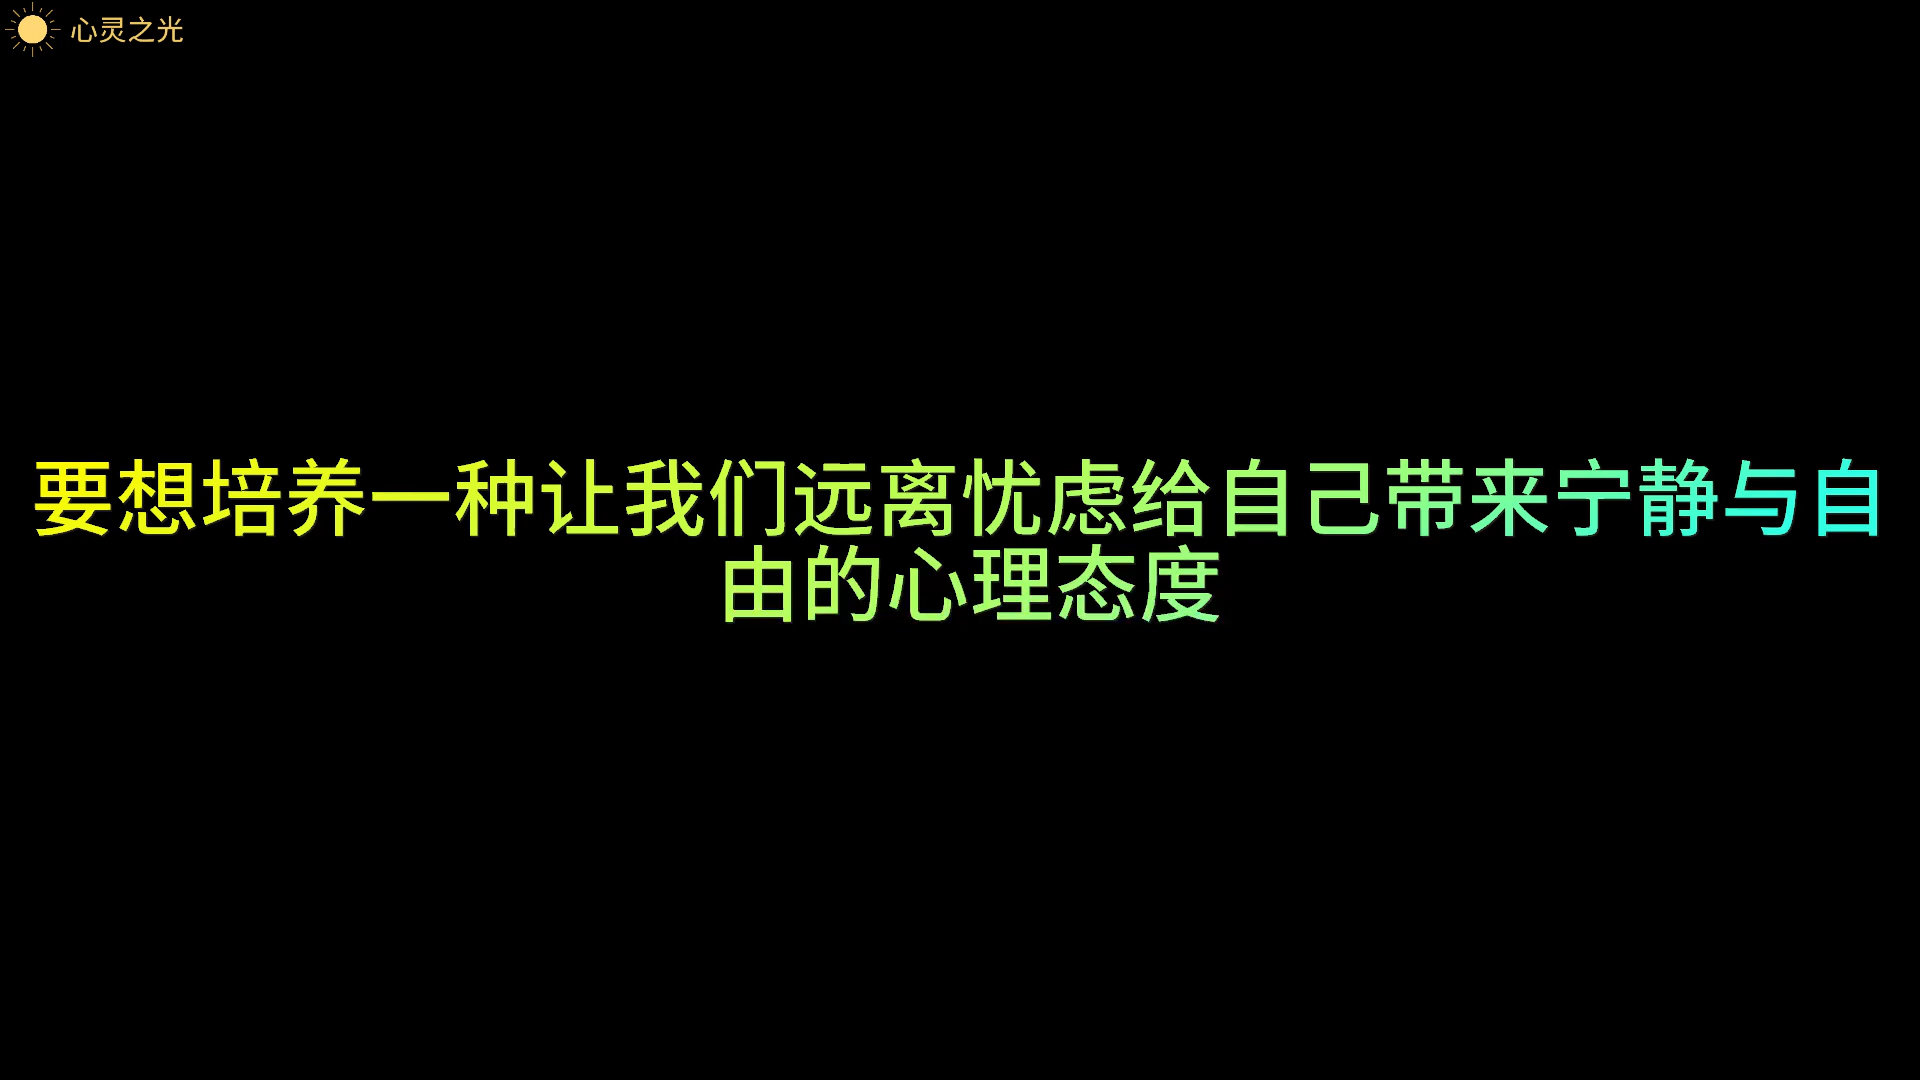 心灵之光
要想培养一种让我们远离忧虑给自己带来宁静与自
由的心理态度